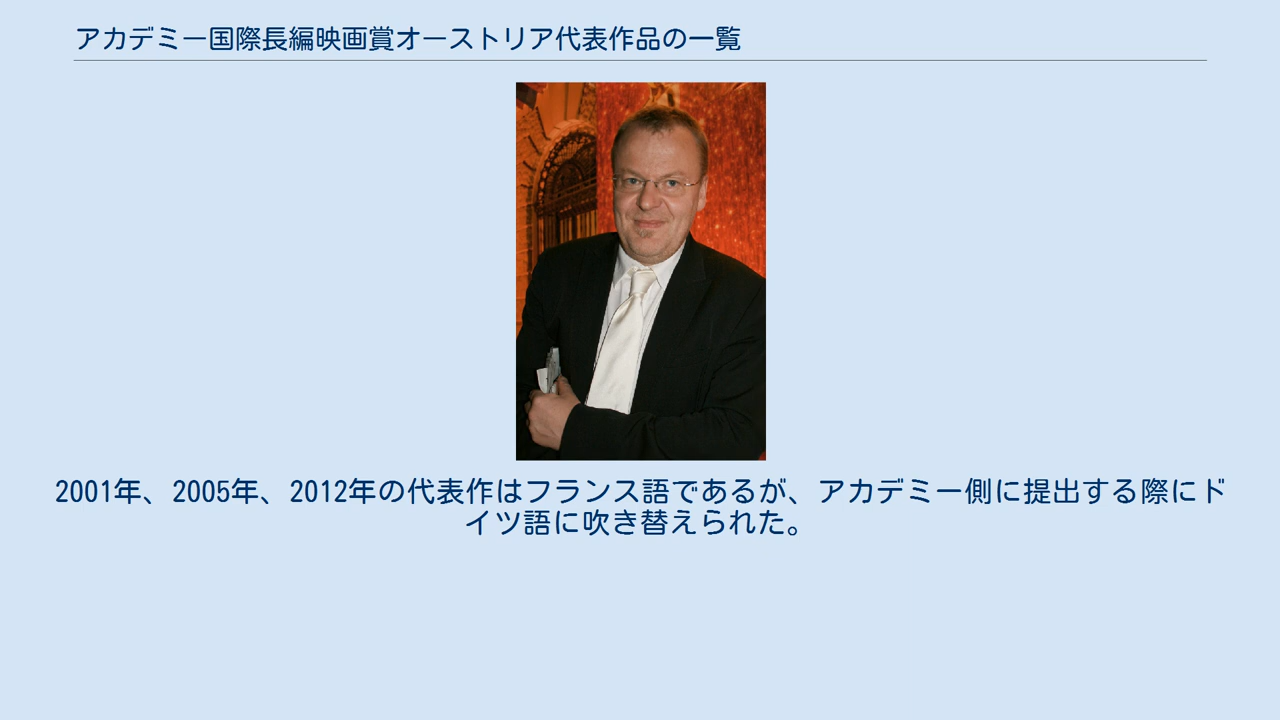 アカデミー国際長編映画賞オーストリア代表作品の一覧
2001年、2005年、2012年の代表作はフランス語であるが、アカデミー側に提出する際にド
イツ語に吹き替えられた。